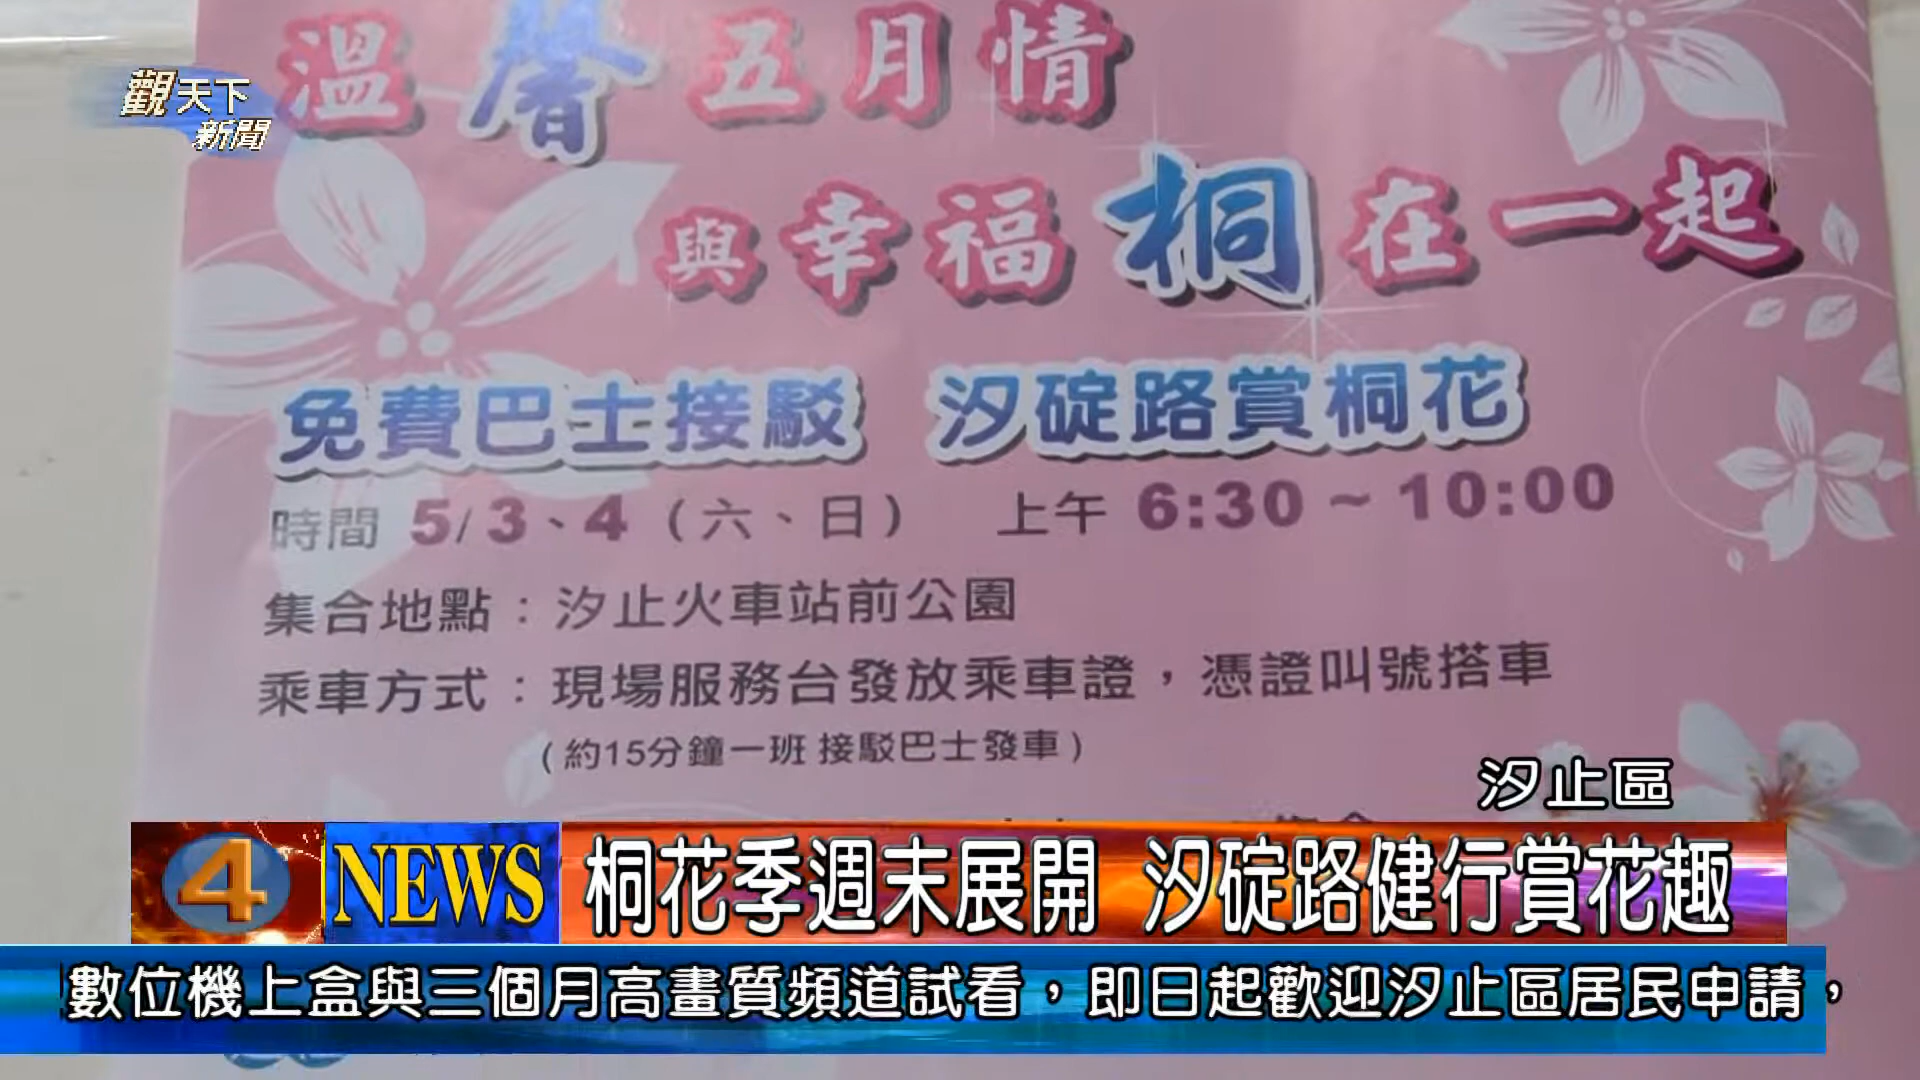 觀天下
新聞
溫馨五月情
與幸福桐在一起
免費巴士接駁 汐碇路賞桐花
時間 5/3、4（六、日） 上午 6:30 ~ 10:00
集合地點：汐止火車站前公園
乘車方式：現場服務台發放乘車證，憑證叫號搭車
(約15分鐘一班 接駁巴士發車)
汐止區
4 NEWS 桐花季週末展開 汐碇路健行賞花趣
數位機上盒與三個月高畫質頻道試看，即日起歡迎汐止區居民申請，